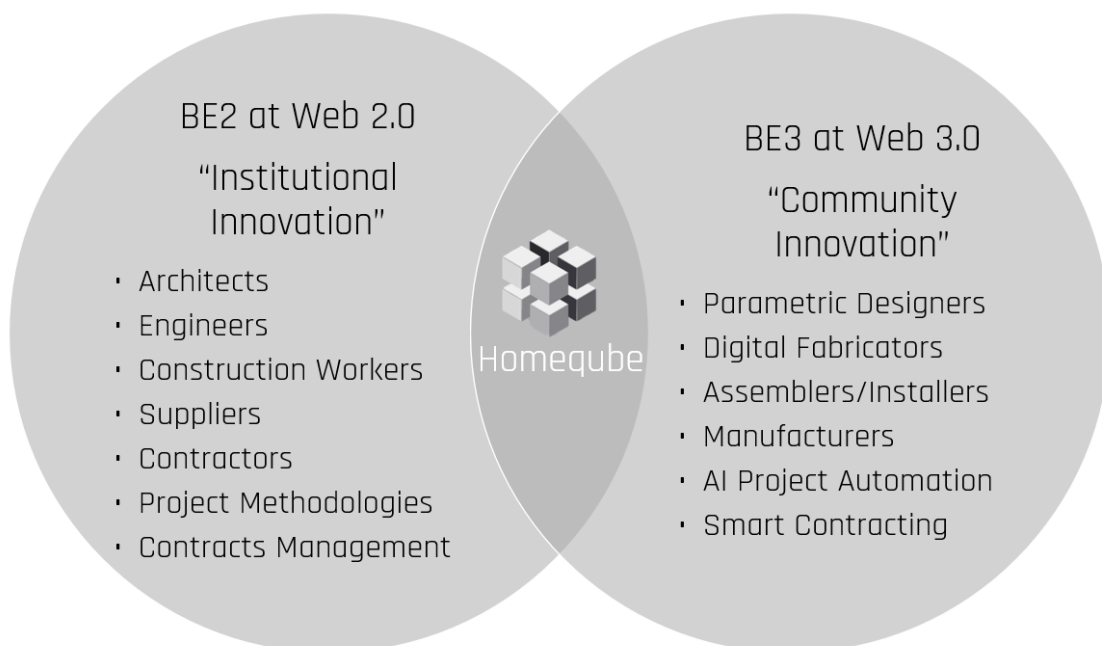 BE2 at Web 2.0
“Institutional
Innovation”
· Architects
· Engineers
· Construction Workers
· Suppliers
· Contractors
· Project Methodologies
· Contracts Management
Homeqube
BE3 at Web 3.0
“Community
Innovation”
· Parametric Designers
· Digital Fabricators
· Assemblers/Installers
· Manufacturers
· AI Project Automation
· Smart Contracting